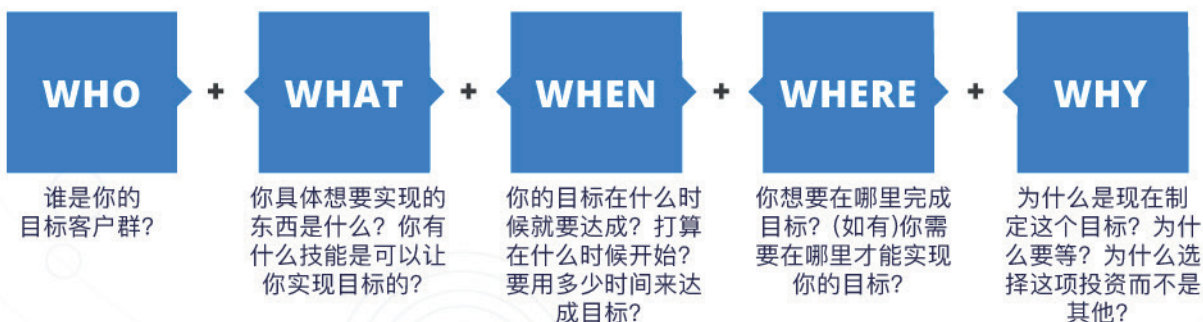 WHO + WHAT + WHEN + WHERE + WHY
谁是你的
目标客户群?
你具体想要实现的
东西是什么? 你有
什么技能是可以让
你实现目标的?
你的目标在什么时
候就要达成? 打算
在什么时候开始?
要用多少时间来达
成目标?
你想要在哪里完成
目标? (如有)你需
要在哪里才能实现
你的目标?
为什么是现在制
定这个目标? 为什
么要等? 为什么选
择这项投资而不是
其他?